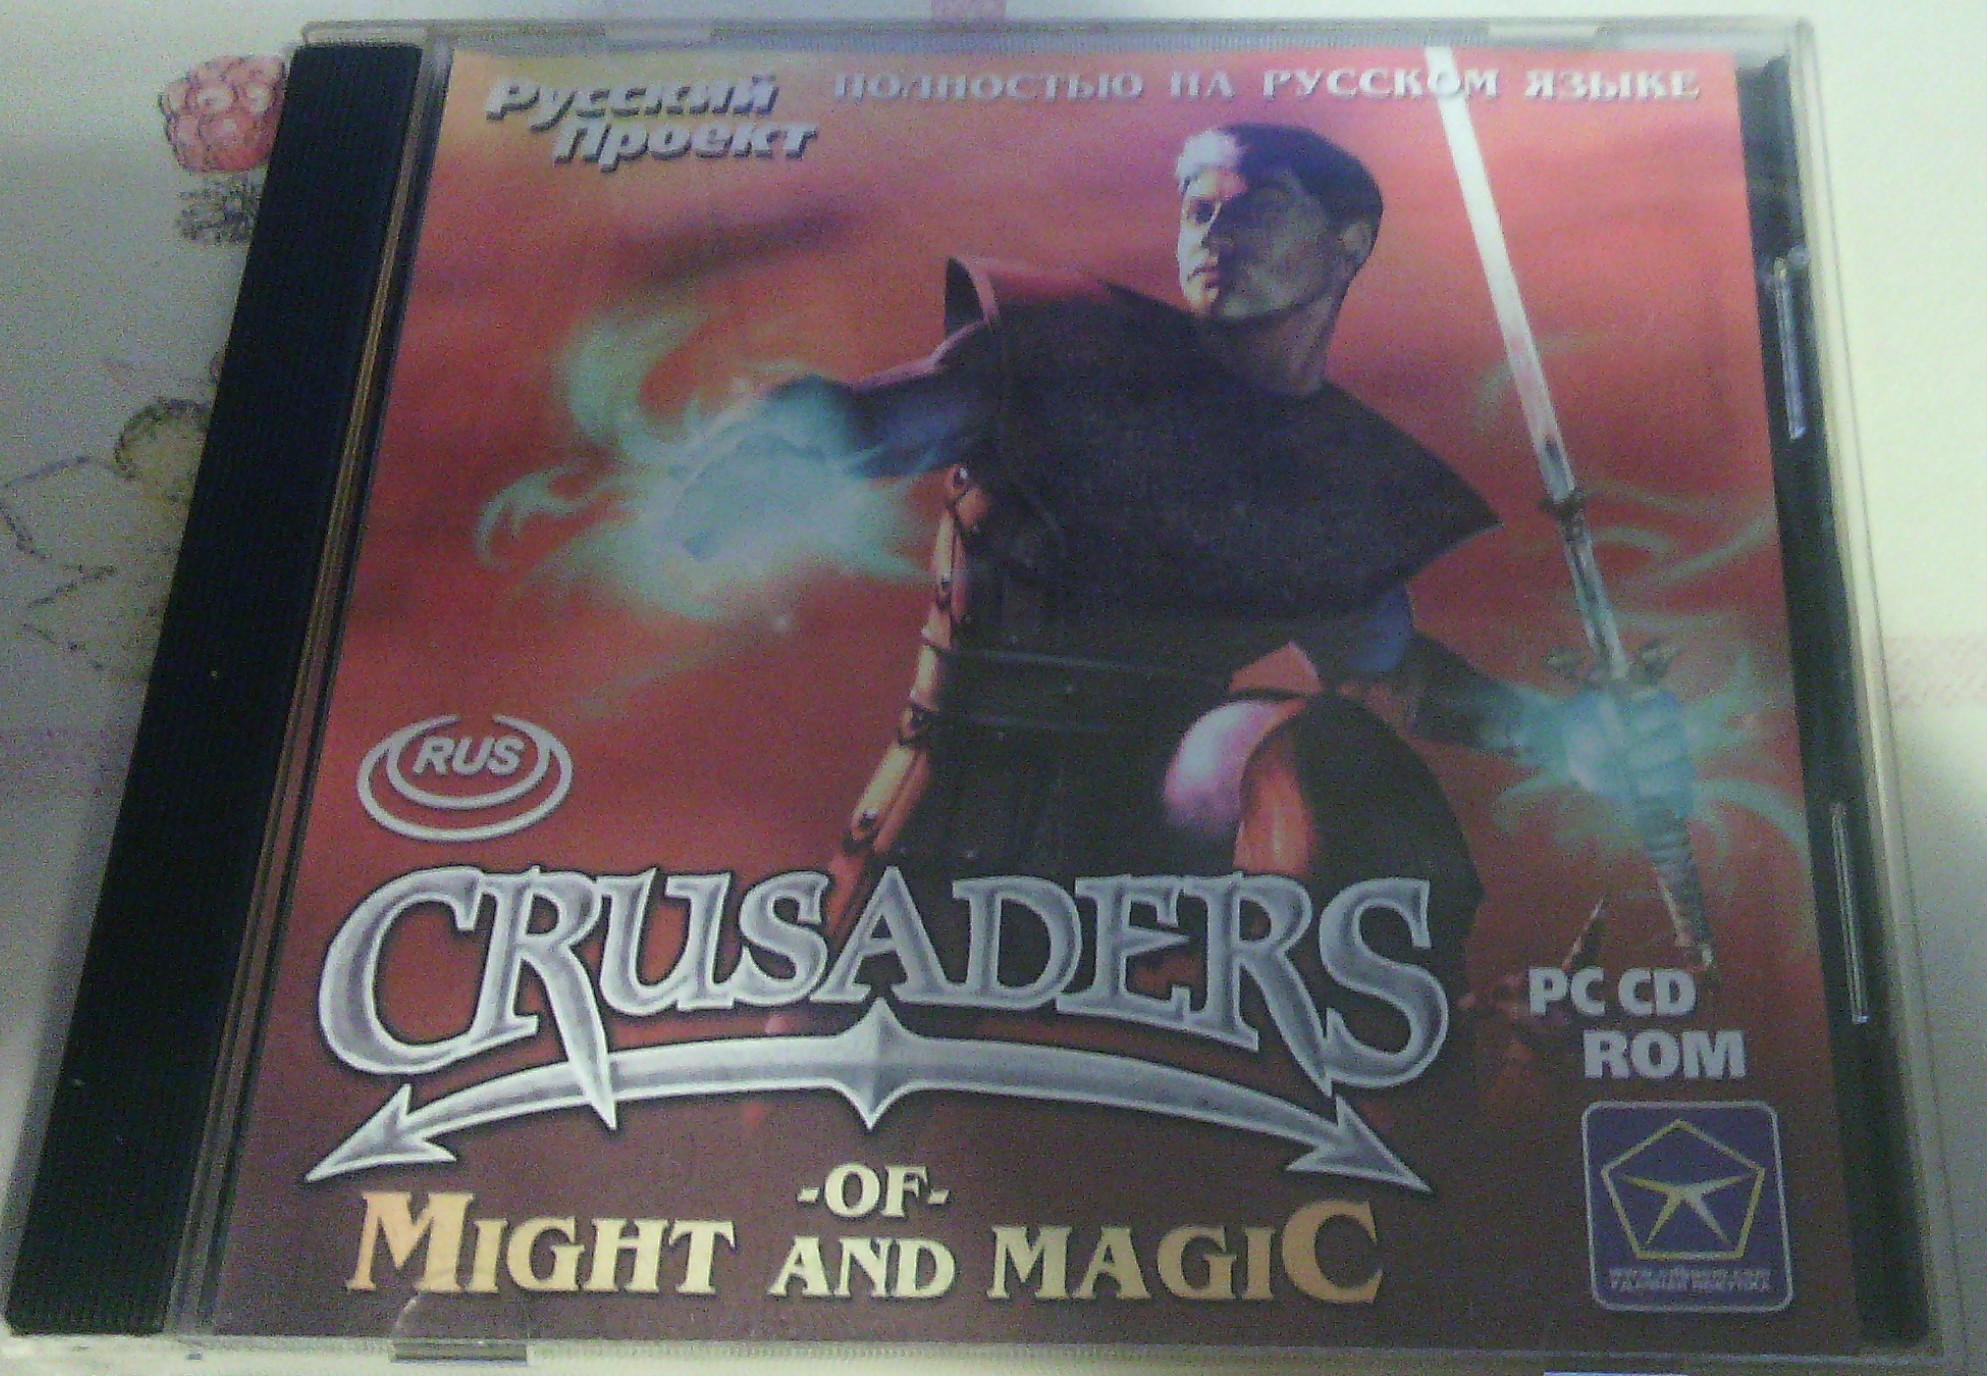 Русский
Проект
ПОЛНОСТЬЮ НА РУССКОМ ЯЗЫКЕ
RUS
CRUSADERS
-OF-
MIGHT AND MAGIC
PC CD
ROM